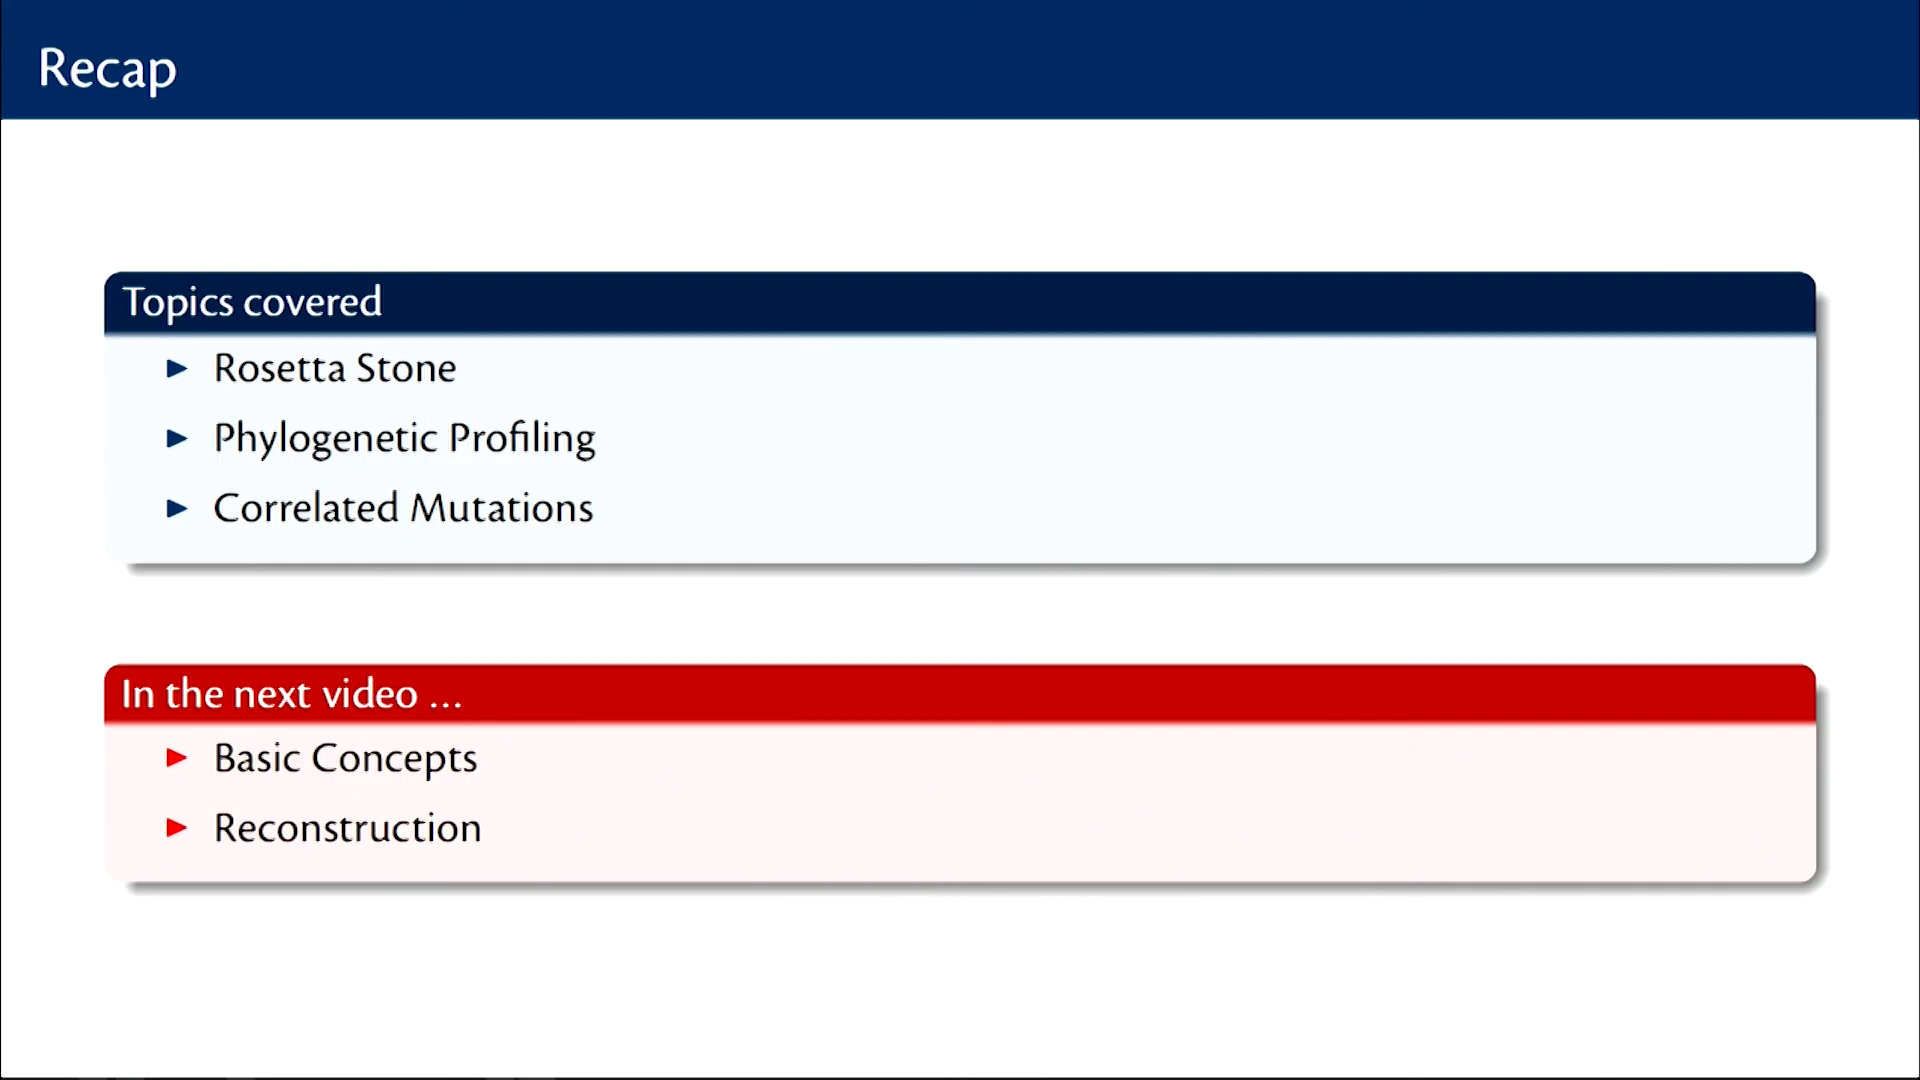 Recap
Topics covered
Rosetta Stone
Phylogenetic Profiling
Correlated Mutations
In the next video ...
Basic Concepts
Reconstruction